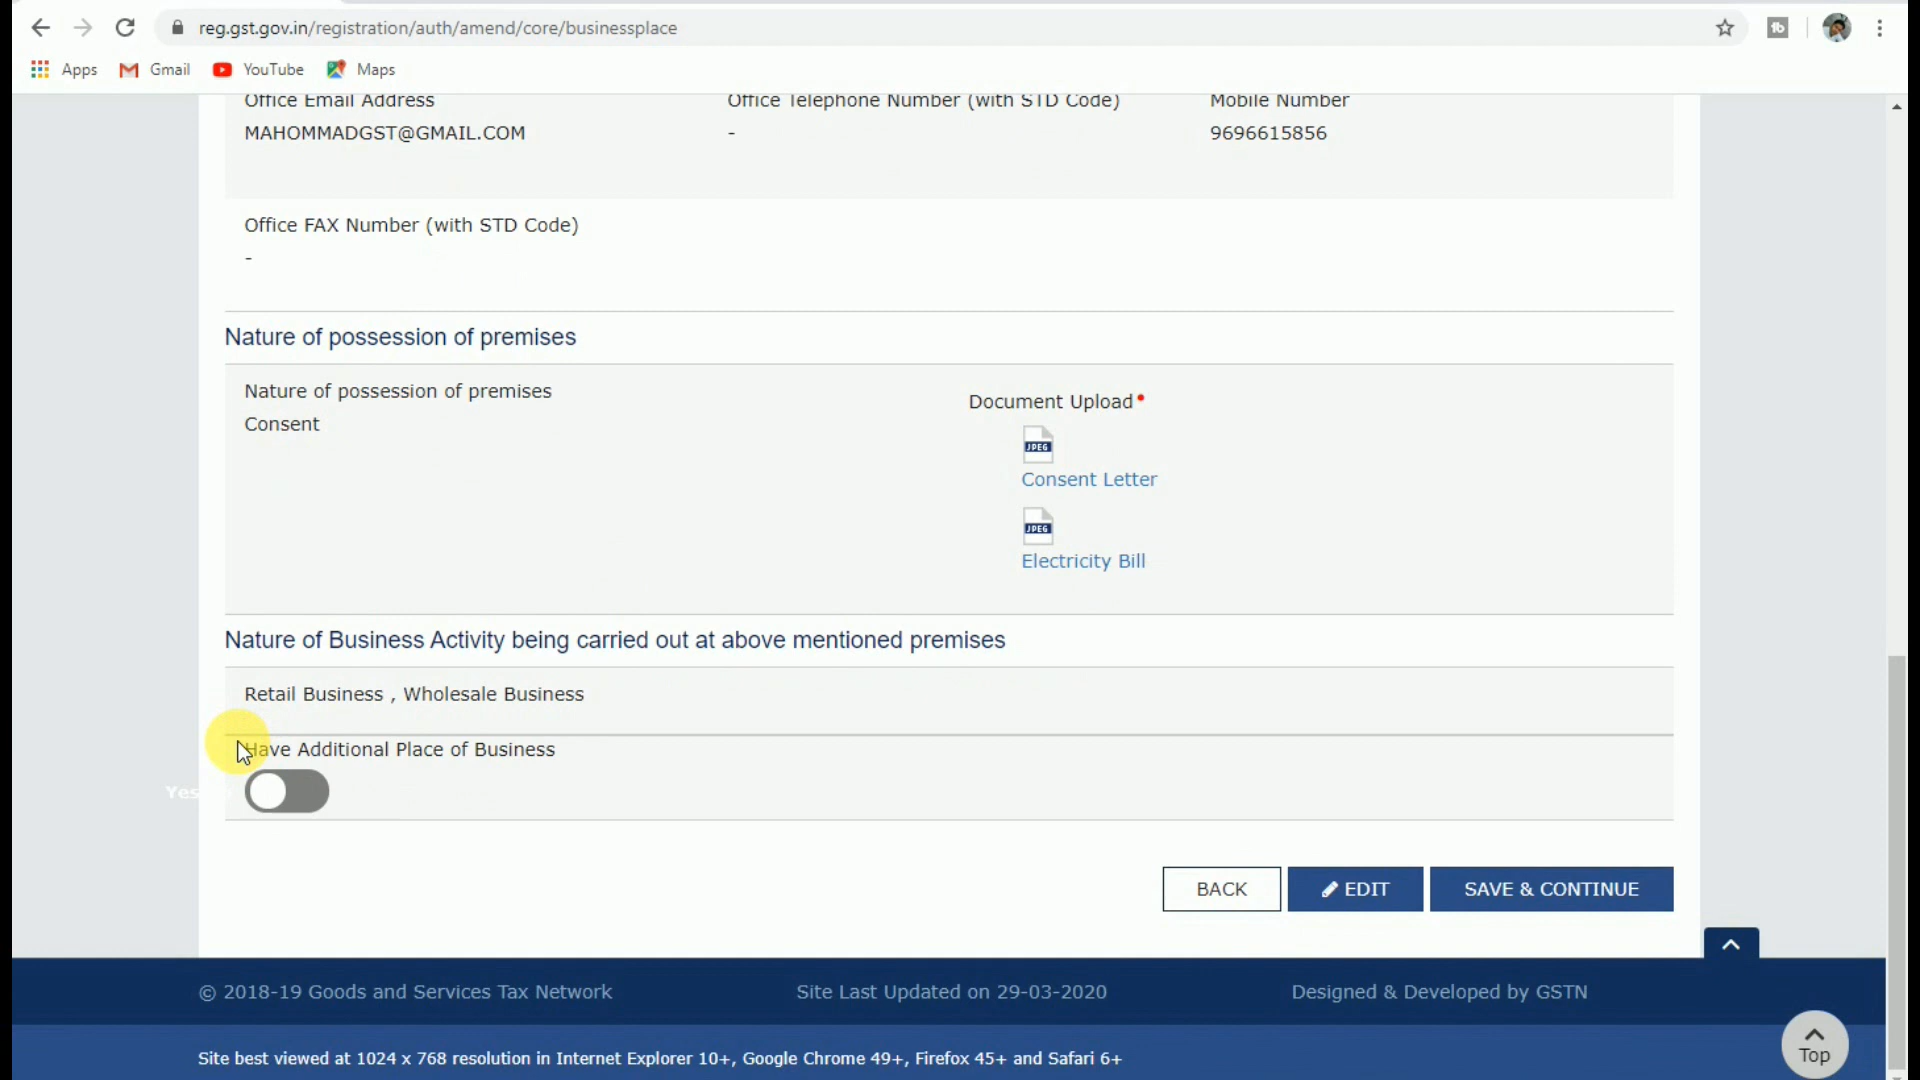 reg.gst.gov.in/registration/auth/amend/core/businessplace
Apps Gmail YouTube Maps
Office Email Address Office Telephone Number (with STD Code) Mobile Number
MAHOMMADGST@GMAIL.COM - 9696615856
Office FAX Number (with STD Code)
-
Nature of possession of premises
Nature of possession of premises Document Upload•
Consent
JPEG
Consent Letter
JPEG
Electricity Bill
Nature of Business Activity being carried out at above mentioned premises
Retail Business , Wholesale Business
Have Additional Place of Business
Yes
BACK EDIT SAVE & CONTINUE
© 2018-19 Goods and Services Tax Network Site Last Updated on 29-03-2020 Designed & Developed by GSTN
Top
Site best viewed at 1024 x 768 resolution in Internet Explorer 10+, Google Chrome 49+, Firefox 45+ and Safari 6+